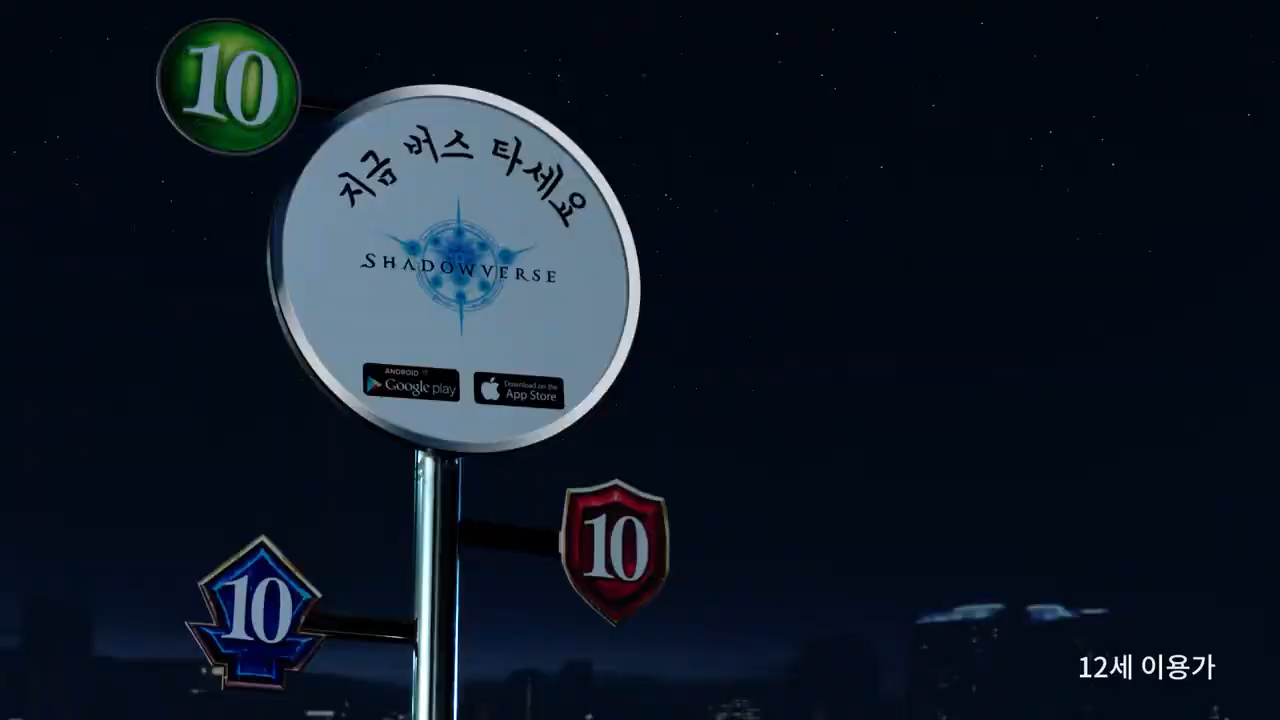 10
지금 버스 타세요
SHADOWVERSE
ANDROID 앱
Google play
Download on the
App Store
10
10
12세 이용가